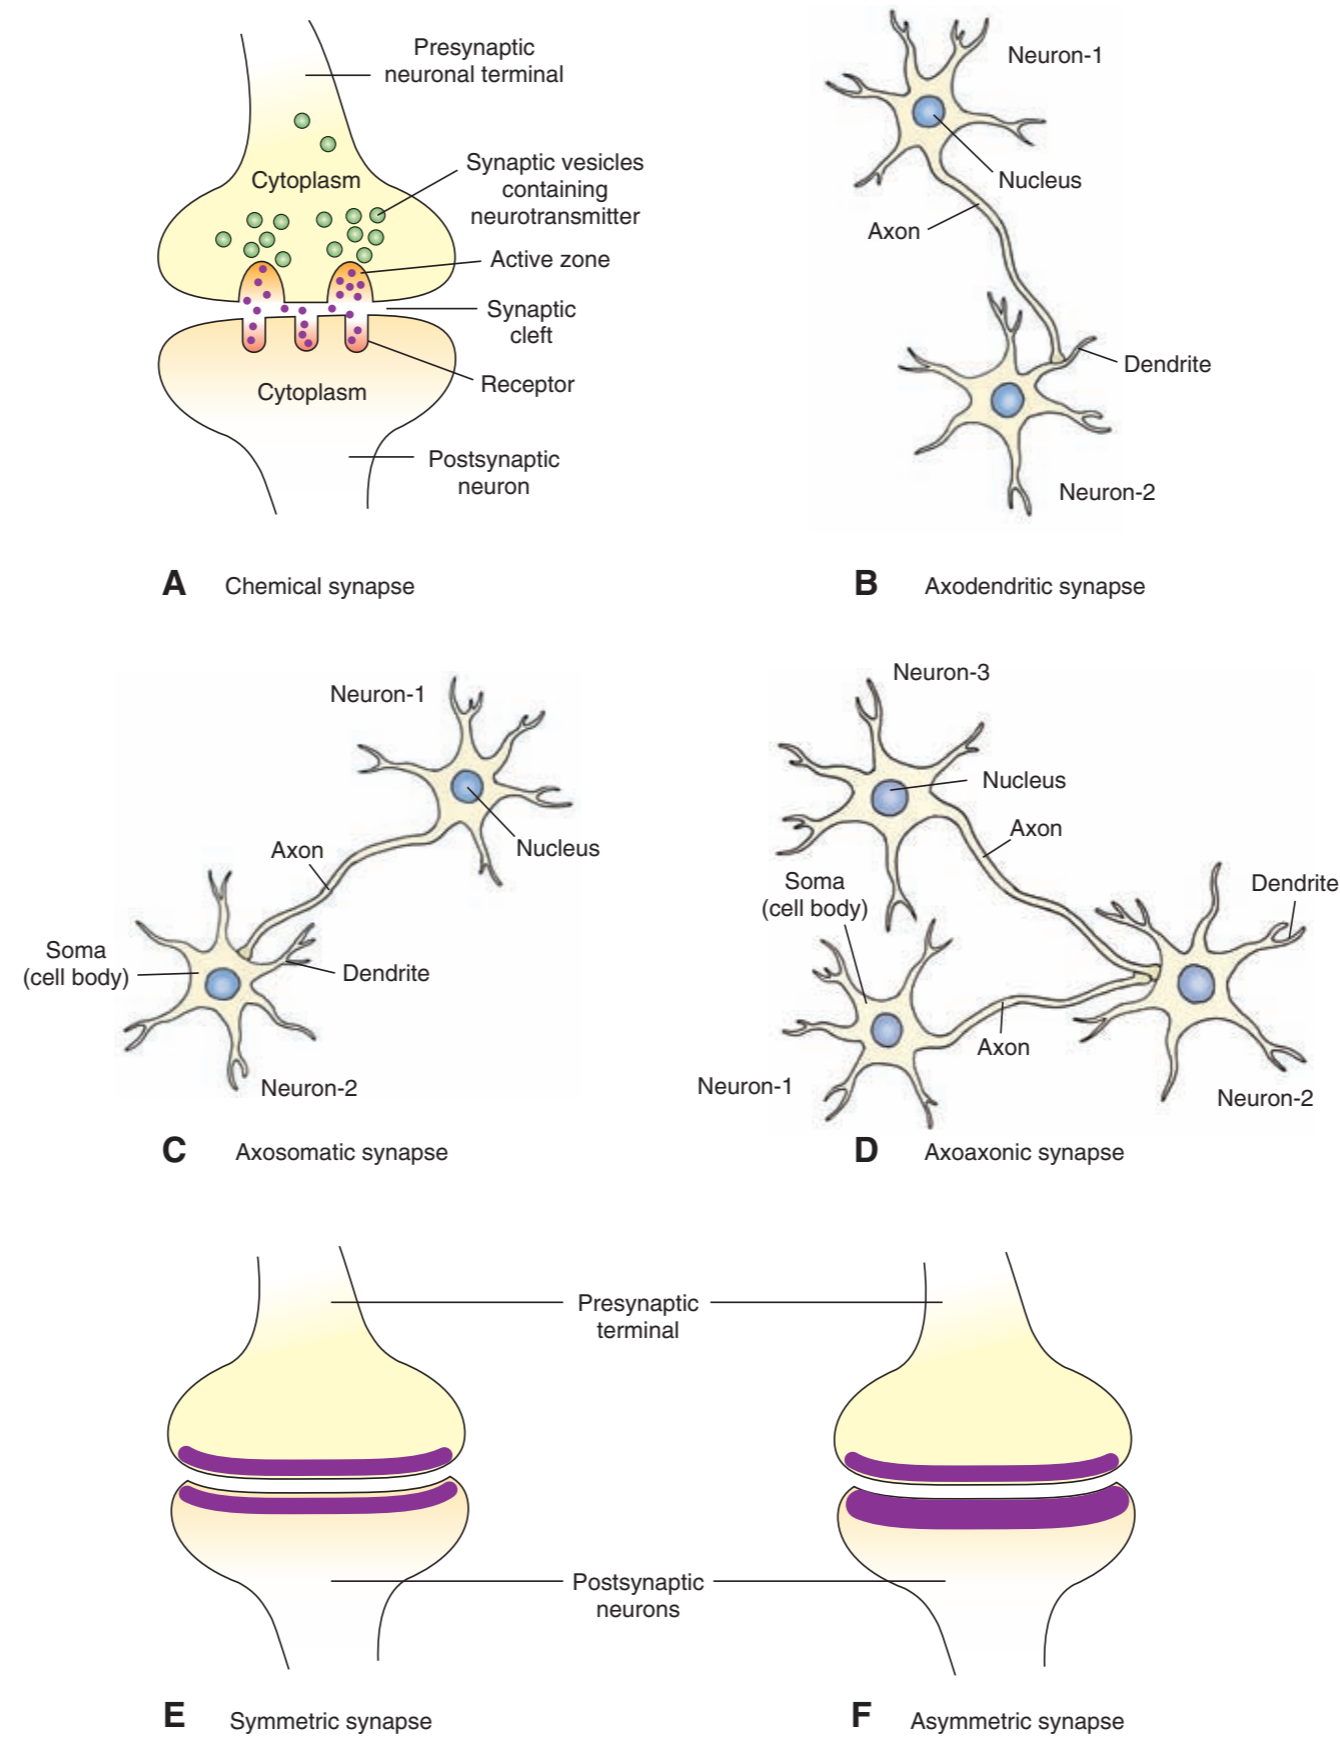 Presynaptic
neuronal terminal
Cytoplasm
Synaptic vesicles
containing
neurotransmitter
Active zone
Synaptic
cleft
Receptor
Cytoplasm
Postsynaptic
neuron
A Chemical synapse
Neuron-1
Nucleus
Axon
Dendrite
Neuron-2
B Axodendritic synapse
Neuron-1
Nucleus
Axon
Soma
(cell body)
Dendrite
Neuron-2
C Axosomatic synapse
Neuron-3
Nucleus
Axon
Soma
(cell body)
Dendrite
Axon
Neuron-1
Neuron-2
D Axoaxonic synapse
Presynaptic
terminal
Postsynaptic
neurons
E Symmetric synapse
F Asymmetric synapse